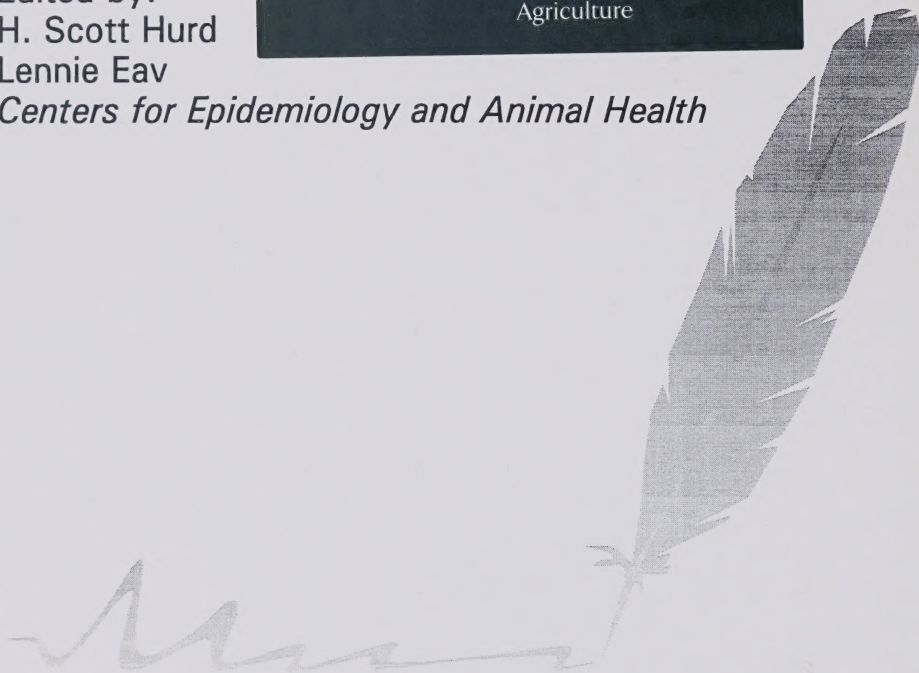 H. Scott Hurd
Lennie Eav
Centers for Epidemiology and Animal Health
Agriculture